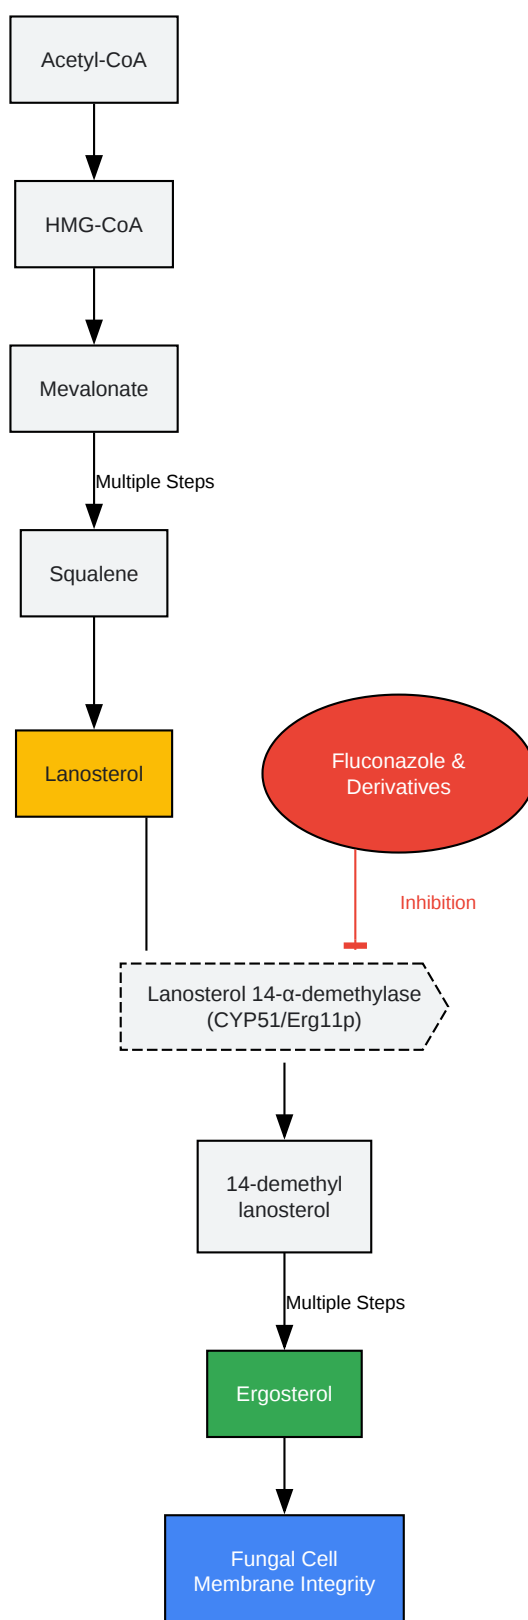 Acetyl-CoA
HMG-CoA
Mevalonate
Multiple Steps
Squalene
Lanosterol
Fluconazole &
Derivatives
Inhibition
Lanosterol 14-α-demethylase
(CYP51/Erg11p)
14-demethyl
lanosterol
Multiple Steps
Ergosterol
Fungal Cell
Membrane Integrity